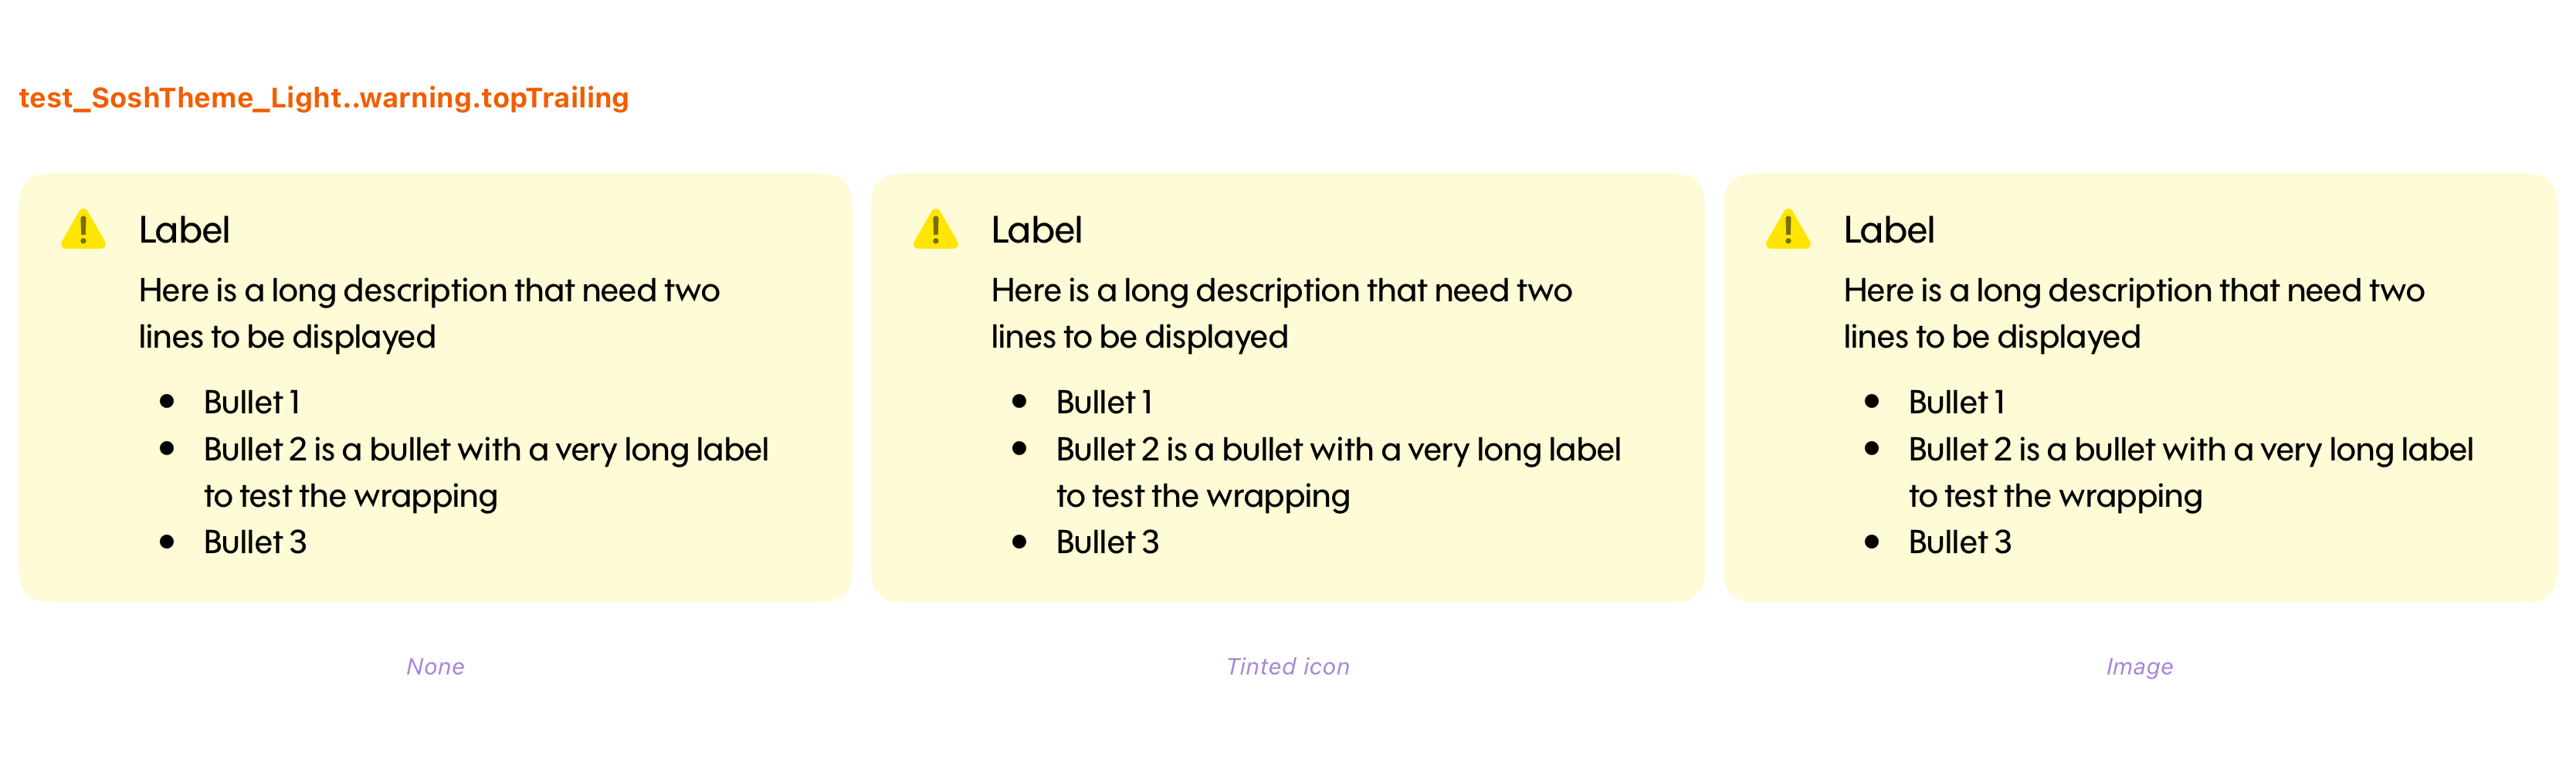 test_SoshTheme_Light..warning.topTrailing
Label
Here is a long description that need two
lines to be displayed
• Bullet 1
• Bullet 2 is a bullet with a very long label
to test the wrapping
• Bullet 3
None
Label
Here is a long description that need two
lines to be displayed
• Bullet 1
• Bullet 2 is a bullet with a very long label
to test the wrapping
• Bullet 3
Tinted icon
Label
Here is a long description that need two
lines to be displayed
• Bullet 1
• Bullet 2 is a bullet with a very long label
to test the wrapping
• Bullet 3
Image